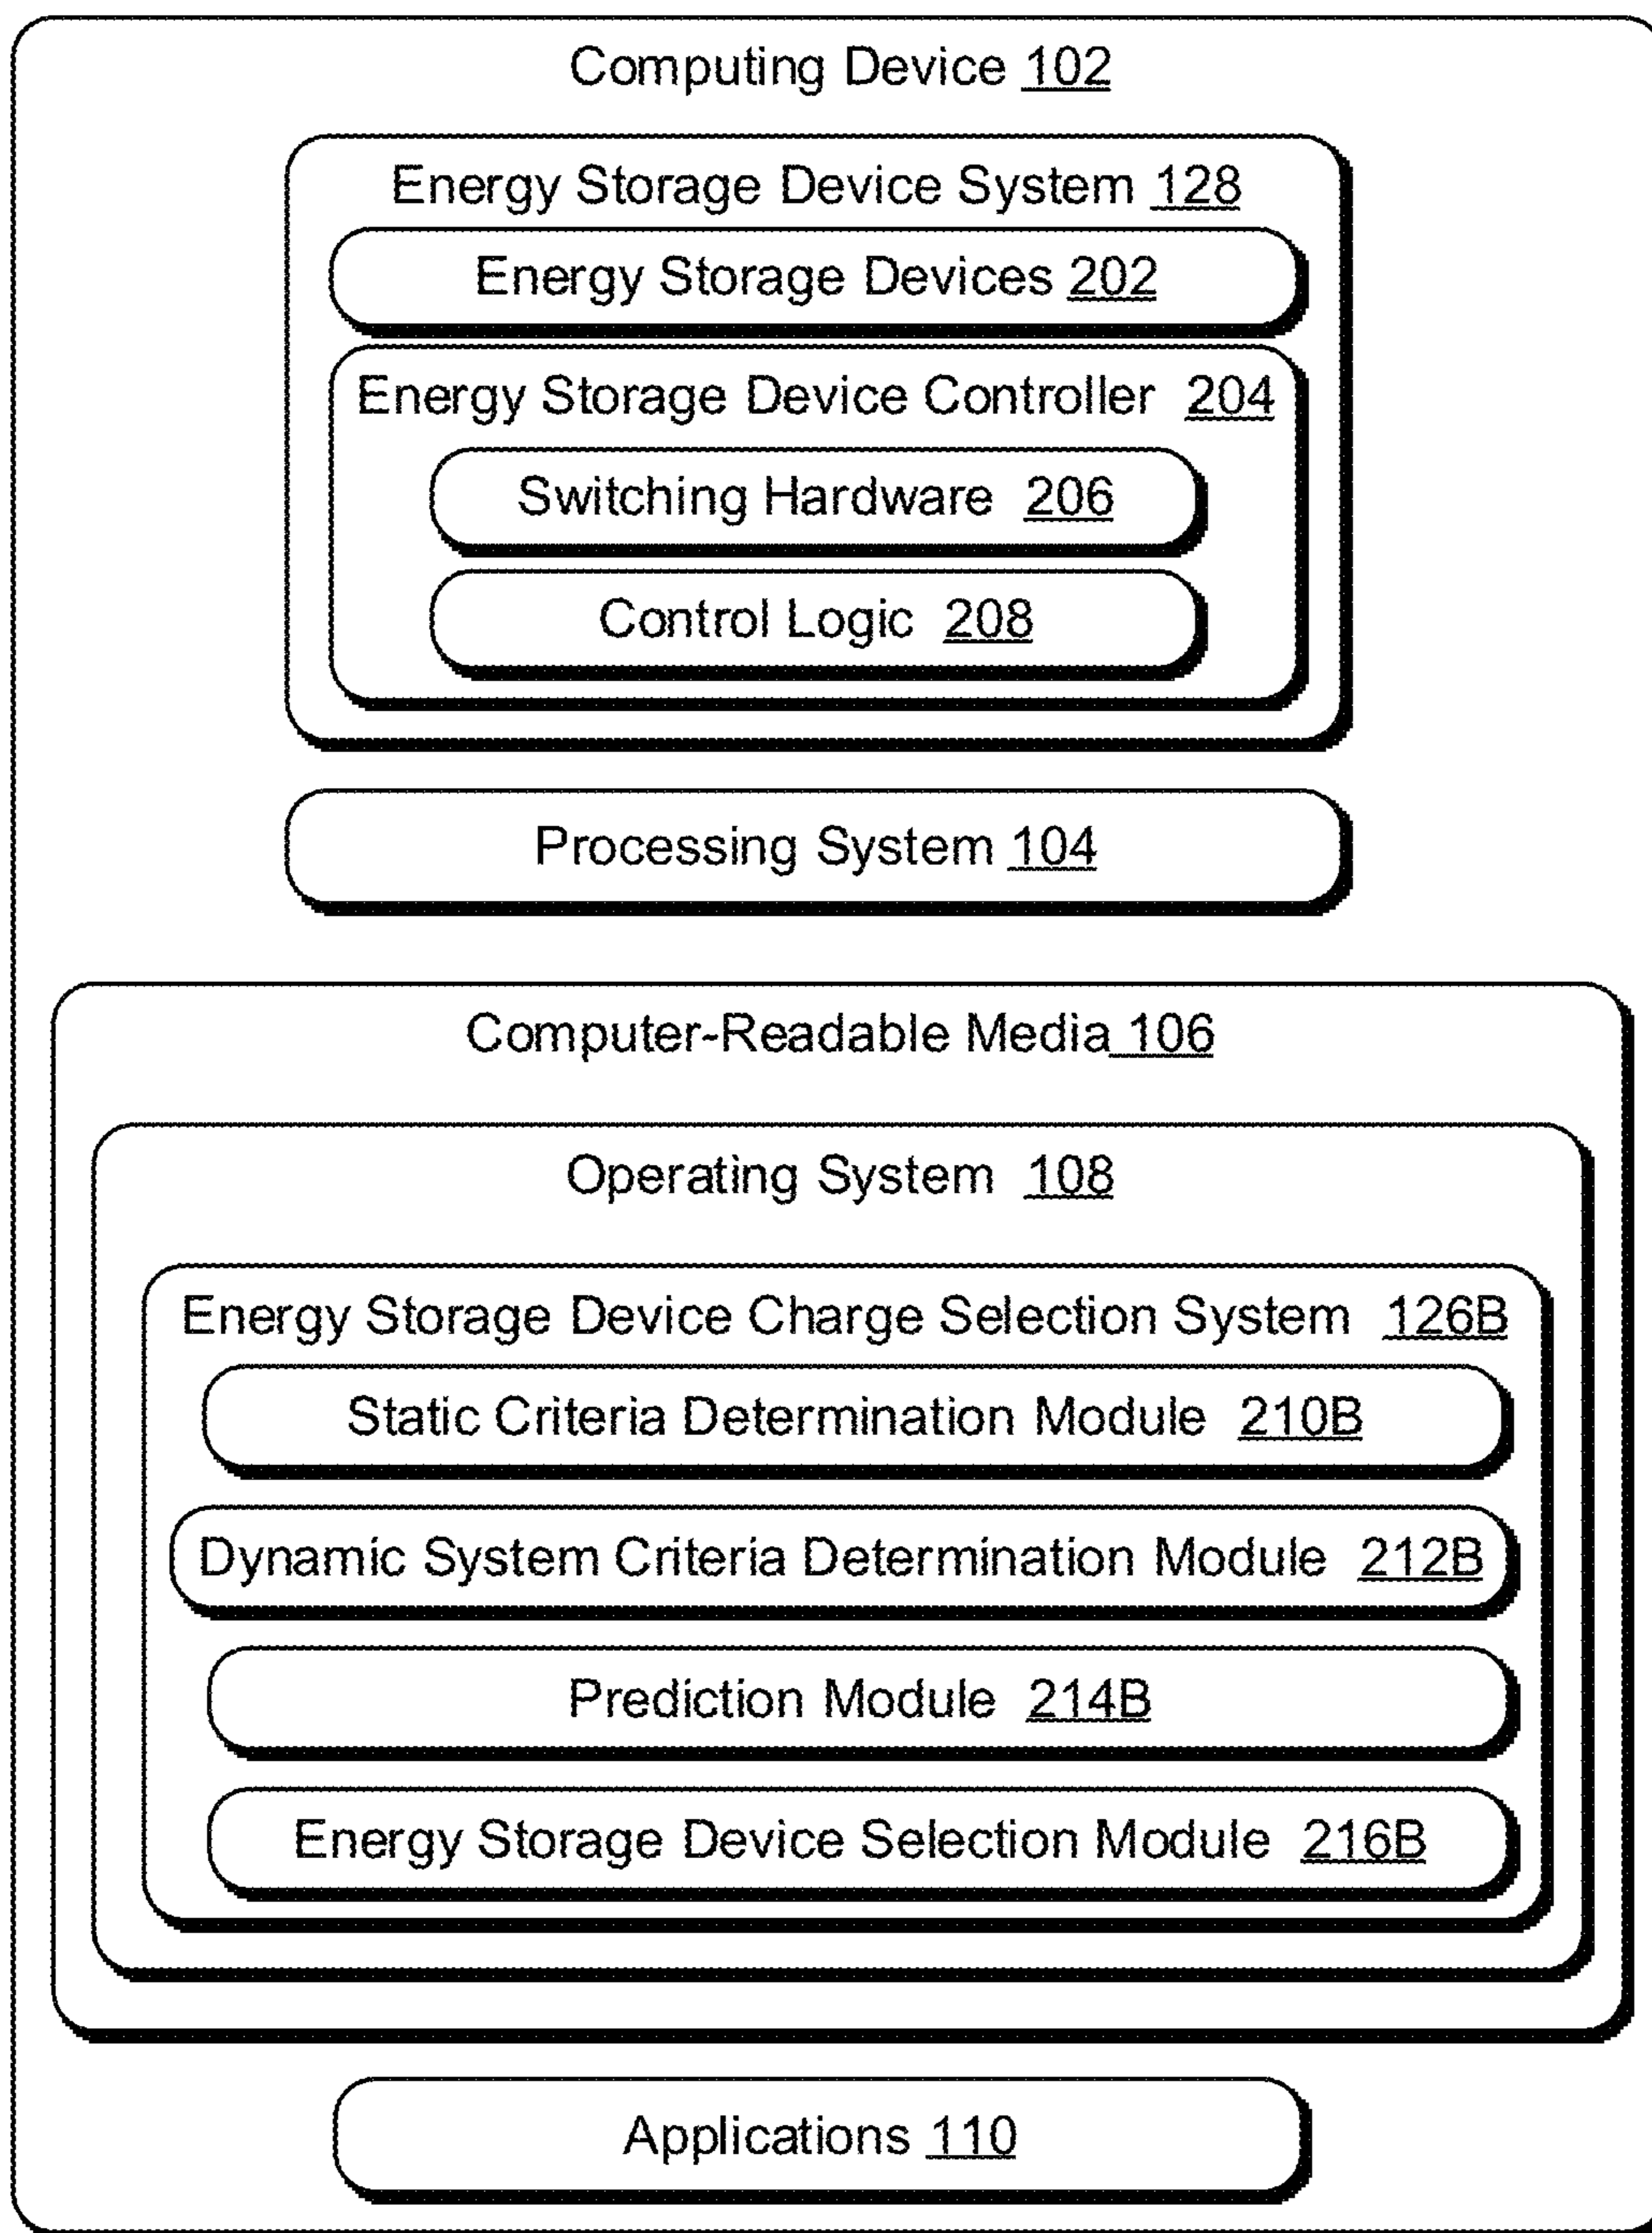 Computing Device 102
Energy Storage Device System 128
Energy Storage Devices 202
Energy Storage Device Controller 204
Switching Hardware 206
Control Logic 208
Processing System 104
Computer-Readable Media 106
Operating System 108
Energy Storage Device Charge Selection System 126B
Static Criteria Determination Module 210B
Dynamic System Criteria Determination Module 212B
Prediction Module 214B
Energy Storage Device Selection Module 216B
Applications 110